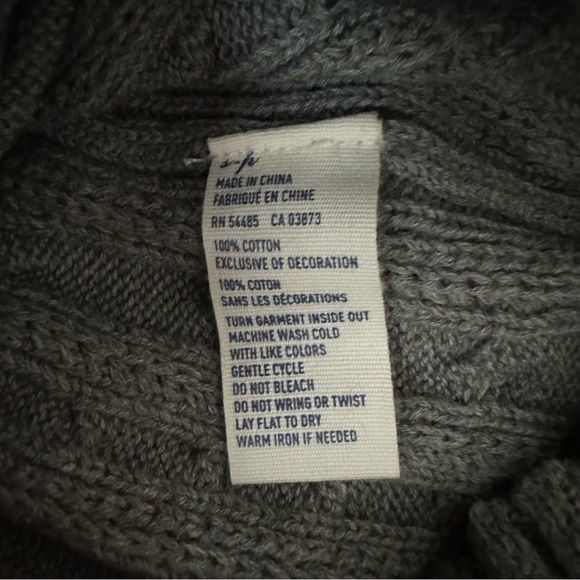 s-p
MADE IN CHINA
FABRIQUÉ EN CHINE
RN 54485 CA 03873
100% COTTON
EXCLUSIVE OF DECORATION
100% COTON
SANS LES DÉCORATIONS
TURN GARMENT INSIDE OUT
MACHINE WASH COLD
WITH LIKE COLORS
GENTLE CYCLE
DO NOT BLEACH
DO NOT WRING OR TWIST
LAY FLAT TO DRY
WARM IRON IF NEEDED